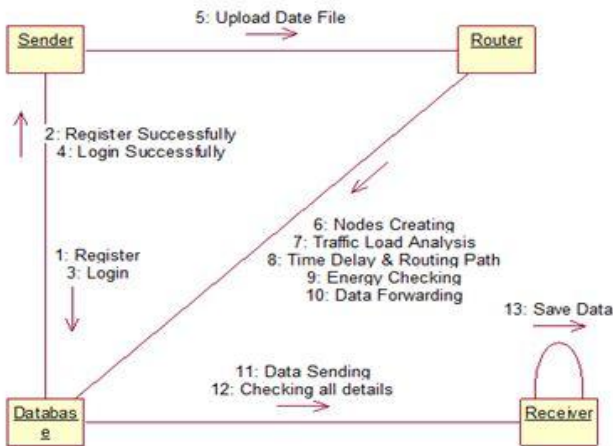 5: Upload Date File
Sender
Router
2: Register Successfully
4: Login Successfully
6: Nodes Creating
7: Traffic Load Analysis
8: Time Delay & Routing Path
9: Energy Checking
10: Data Forwarding
1: Register
3: Login
13: Save Data
11: Data Sending
12: Checking all details
Databas
e
Receiver